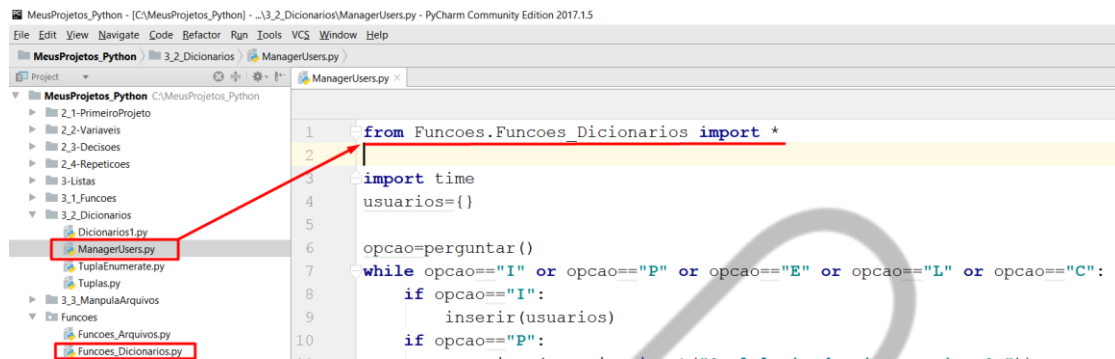 MeusProjetos_Python - [C:\MeusProjetos_Python] - ...\3_2_Dicionarios\ManagerUsers.py - PyCharm Community Edition 2017.1.5
File Edit View Navigate Code Refactor Run Tools VCS Window Help
MeusProjetos_Python 3_2_Dicionarios ManagerUsers.py
Project
ManagerUsers.py
MeusProjetos_Python C:\MeusProjetos_Python
2_1-PrimeiroProjeto
2_2-Variaveis
2_3-Decisoes
2_4-Repeticoes
3-Listas
3_1_Funcoes
3_2_Dicionarios
Dicionarios1.py
ManagerUsers.py
TuplaEnumerate.py
Tuplas.py
3_3_ManpulaArquivos
Funcoes
Funcoes_Arquivos.py
Funcoes_Dicionarios.py
1 from Funcoes.Funcoes_Dicionarios import *
2
3 import time
4 usuarios={}
5
6 opcao=perguntar()
7 while opcao=="I" or opcao=="P" or opcao=="E" or opcao=="L" or opcao=="C":
8 if opcao=="I":
9 inserir(usuarios)
10 if opcao=="P":